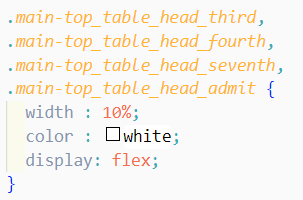 .main-top_table_head_third,
.main-top_table_head_fourth,
.main-top_table_head_seventh,
.main-top_table_head_admit {
  width : 10%;
  color : white;
  display: flex;
}